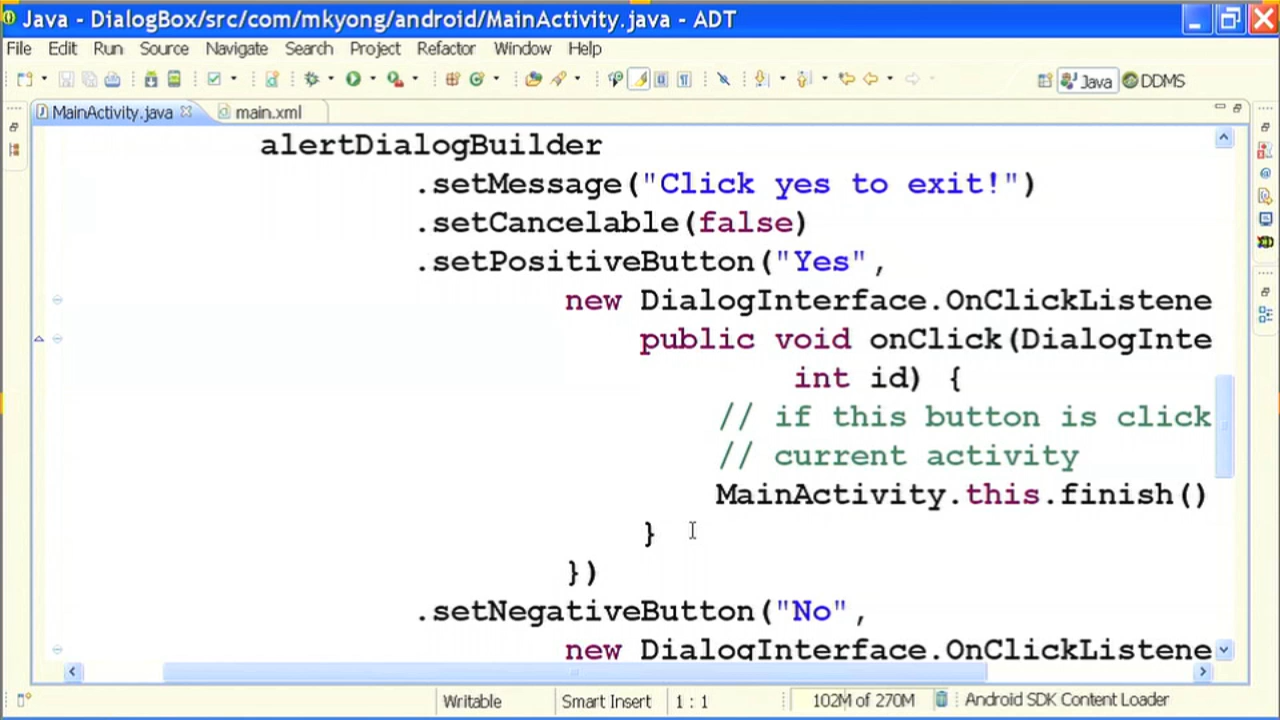 Java - DialogBox/src/com/mkyong/android/MainActivity.java - ADT
File Edit Run Source Navigate Search Project Refactor Window Help
Java DDMS
MainActivity.java main.xml
alertDialogBuilder
.setMessage("Click yes to exit!")
.setCancelable(false)
.setPositiveButton("Yes",
new DialogInterface.OnClickListene
public void onClick(DialogInte
int id) {
// if this button is click
// current activity
MainActivity.this.finish()
}
})
.setNegativeButton("No",
new DialogInterface.OnClickListene
Writable Smart Insert 1 : 1 102M of 270M Android SDK Content Loader